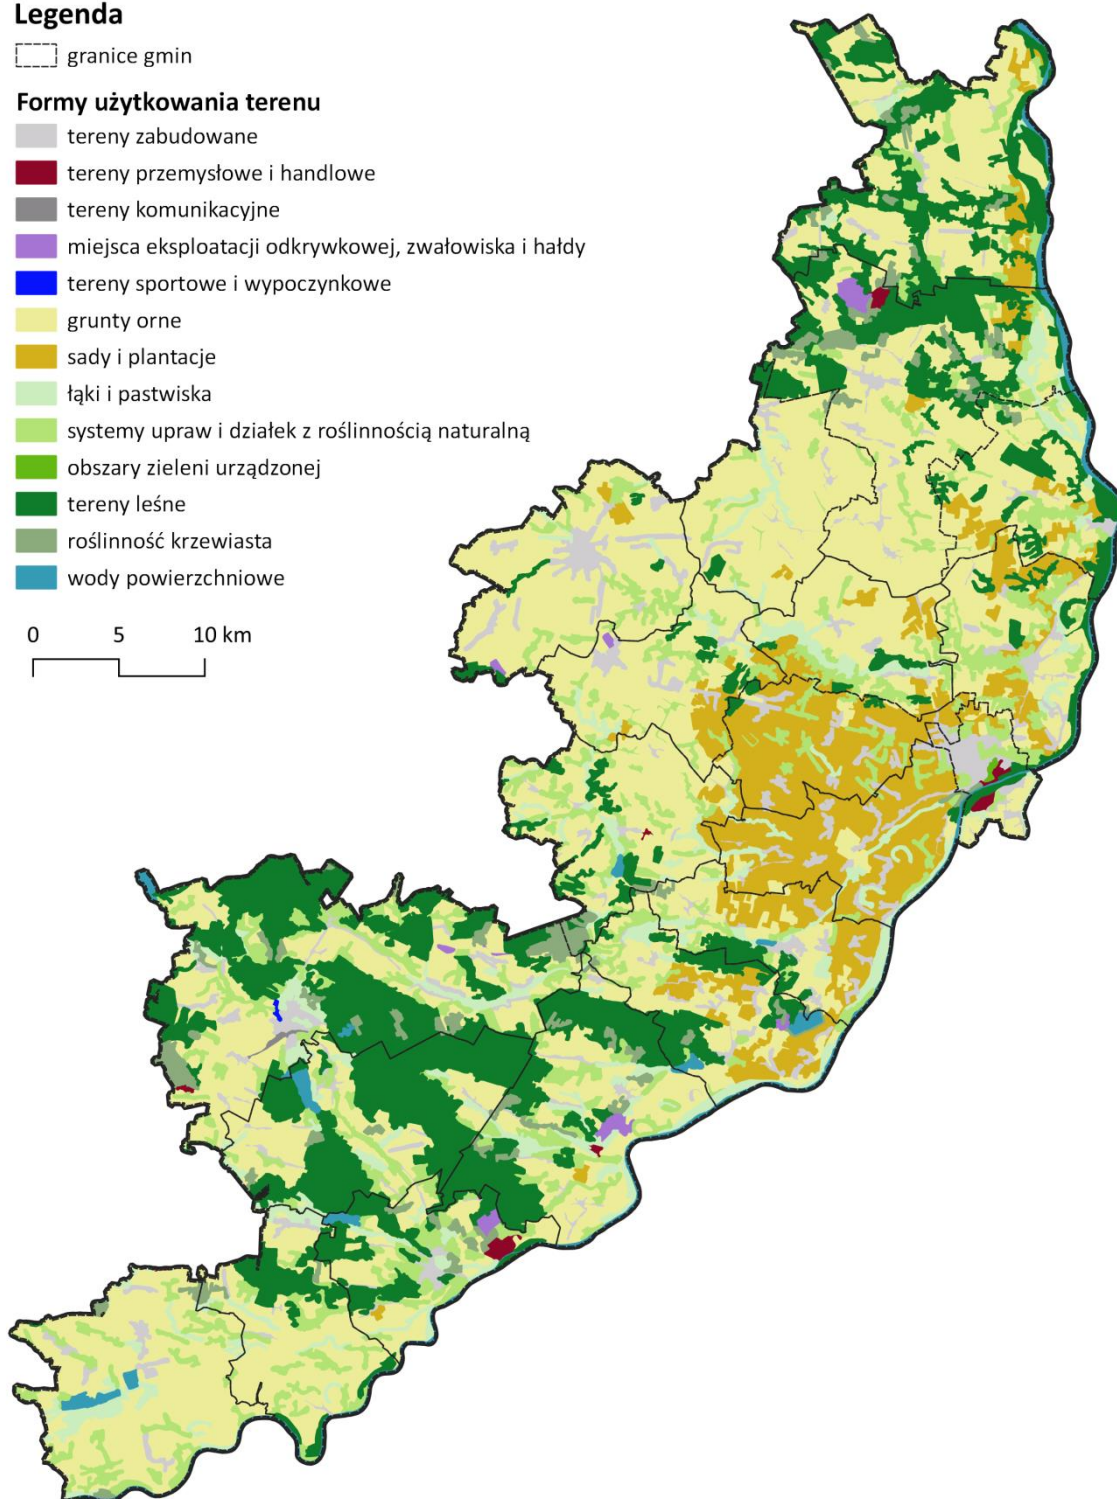 Legenda
granice gmin
Formy użytkowania terenu
tereny zabudowane
tereny przemysłowe i handlowe
tereny komunikacyjne
miejsca eksploatacji odkrywkowej, zwałowiska i hałdy
tereny sportowe i wypoczynkowe
grunty orne
sady i plantacje
łąki i pastwiska
systemy upraw i działek z roślinnością naturalną
obszary zieleni urządzonej
tereny leśne
roślinność krzewiasta
wody powierzchniowe
0 5 10 km